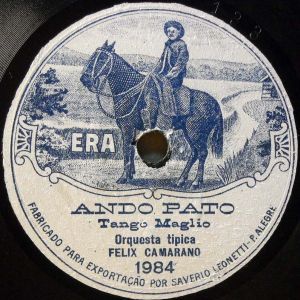 ERA
ANDO PATO
Tango Maglio
Orquesta tipica
FELIX CAMARANO
1984
FABRICADO PARA EXPORTAÇÃO POR SAVERIO LEONETTI - P. ALEGRE